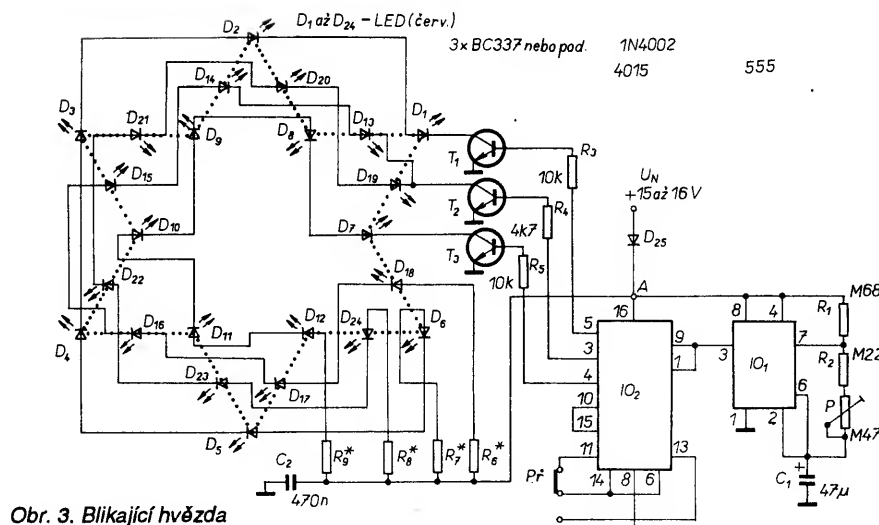 D1 až D24 – LED (červ.)
3x BC337 nebo pod.
1N4002
4015
555
D2
D14
D20
D3
D21
D9
D8
D13
D1
D15
D19
D10
D7
D22
D18
D16
D11
D12
D24
D6
D4
D23
D17
D5
T1
T2
T3
R3
10k
R4
4k7
R5
10k
UN
+15 až 16 V
D25
A
16
5
3
4
10
15
11
14
8
6
13
9
1
IO2
8
4
3
7
6
1
2
IO1
M68
R1
R2
M22
P
M47
C1
+
47μ
R9*
R8*
R7*
R6*
C2
470n
Př
Obr. 3. Blikající hvězda